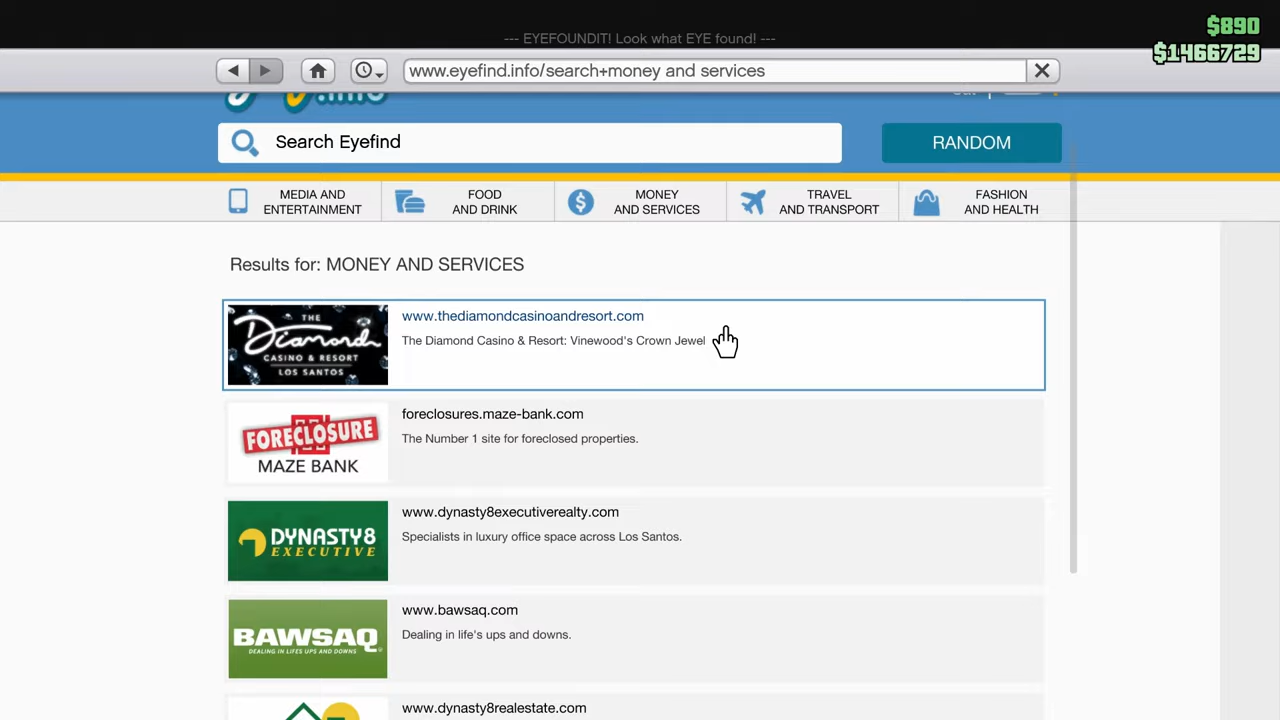 --- EYEFOUNDIT! Look what EYE found! ---
$890
$1466729
www.eyefind.info/search+money and services
Search Eyefind
RANDOM
MEDIA AND
ENTERTAINMENT
FOOD
AND DRINK
MONEY
AND SERVICES
TRAVEL
AND TRANSPORT
FASHION
AND HEALTH
Results for: MONEY AND SERVICES
THE
Diamond
CASINO & RESORT
LOS SANTOS
www.thediamondcasinoandresort.com
The Diamond Casino & Resort: Vinewood's Crown Jewel
FORECLOSURE
MAZE BANK
foreclosures.maze-bank.com
The Number 1 site for foreclosed properties.
DYNASTY8
EXECUTIVE
www.dynasty8executiverealty.com
Specialists in luxury office space across Los Santos.
BAWSAQ
DEALING IN LIFE'S UPS AND DOWNS
www.bawsaq.com
Dealing in life's ups and downs.
www.dynasty8realestate.com